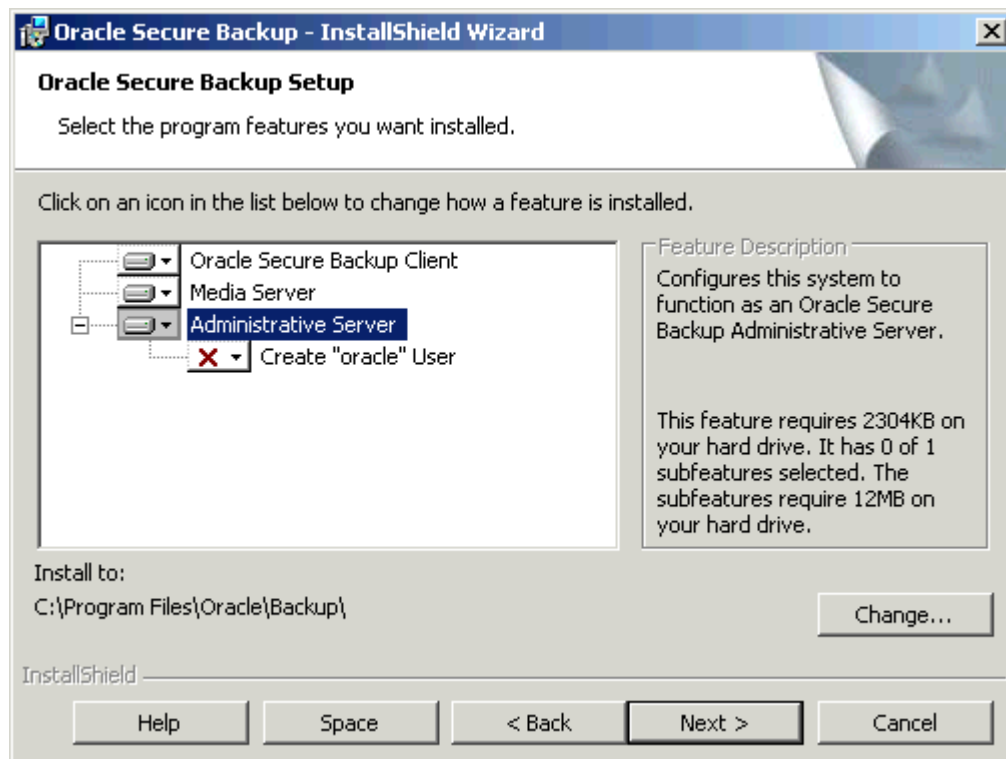 Oracle Secure Backup - InstallShield Wizard
Oracle Secure Backup Setup
Select the program features you want installed.
Click on an icon in the list below to change how a feature is installed.
Oracle Secure Backup Client
Media Server
Administrative Server
Create "oracle" User
Feature Description
Configures this system to
function as an Oracle Secure
Backup Administrative Server.
This feature requires 2304KB on
your hard drive. It has 0 of 1
subfeatures selected. The
subfeatures require 12MB on
your hard drive.
Install to:
C:\Program Files\Oracle\Backup\
Change...
InstallShield
Help
Space
< Back
Next >
Cancel